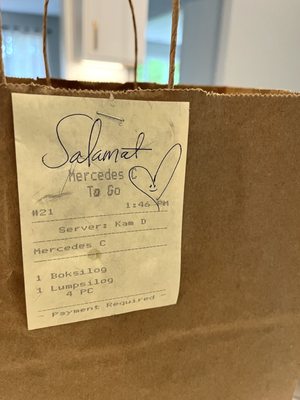 Salamat
Mercedes C
To Go
#21 1:46 PM
Server: Kam D
Mercedes C
1 Boksilog
1 Lumpsilog
4 PC
- Payment Required -